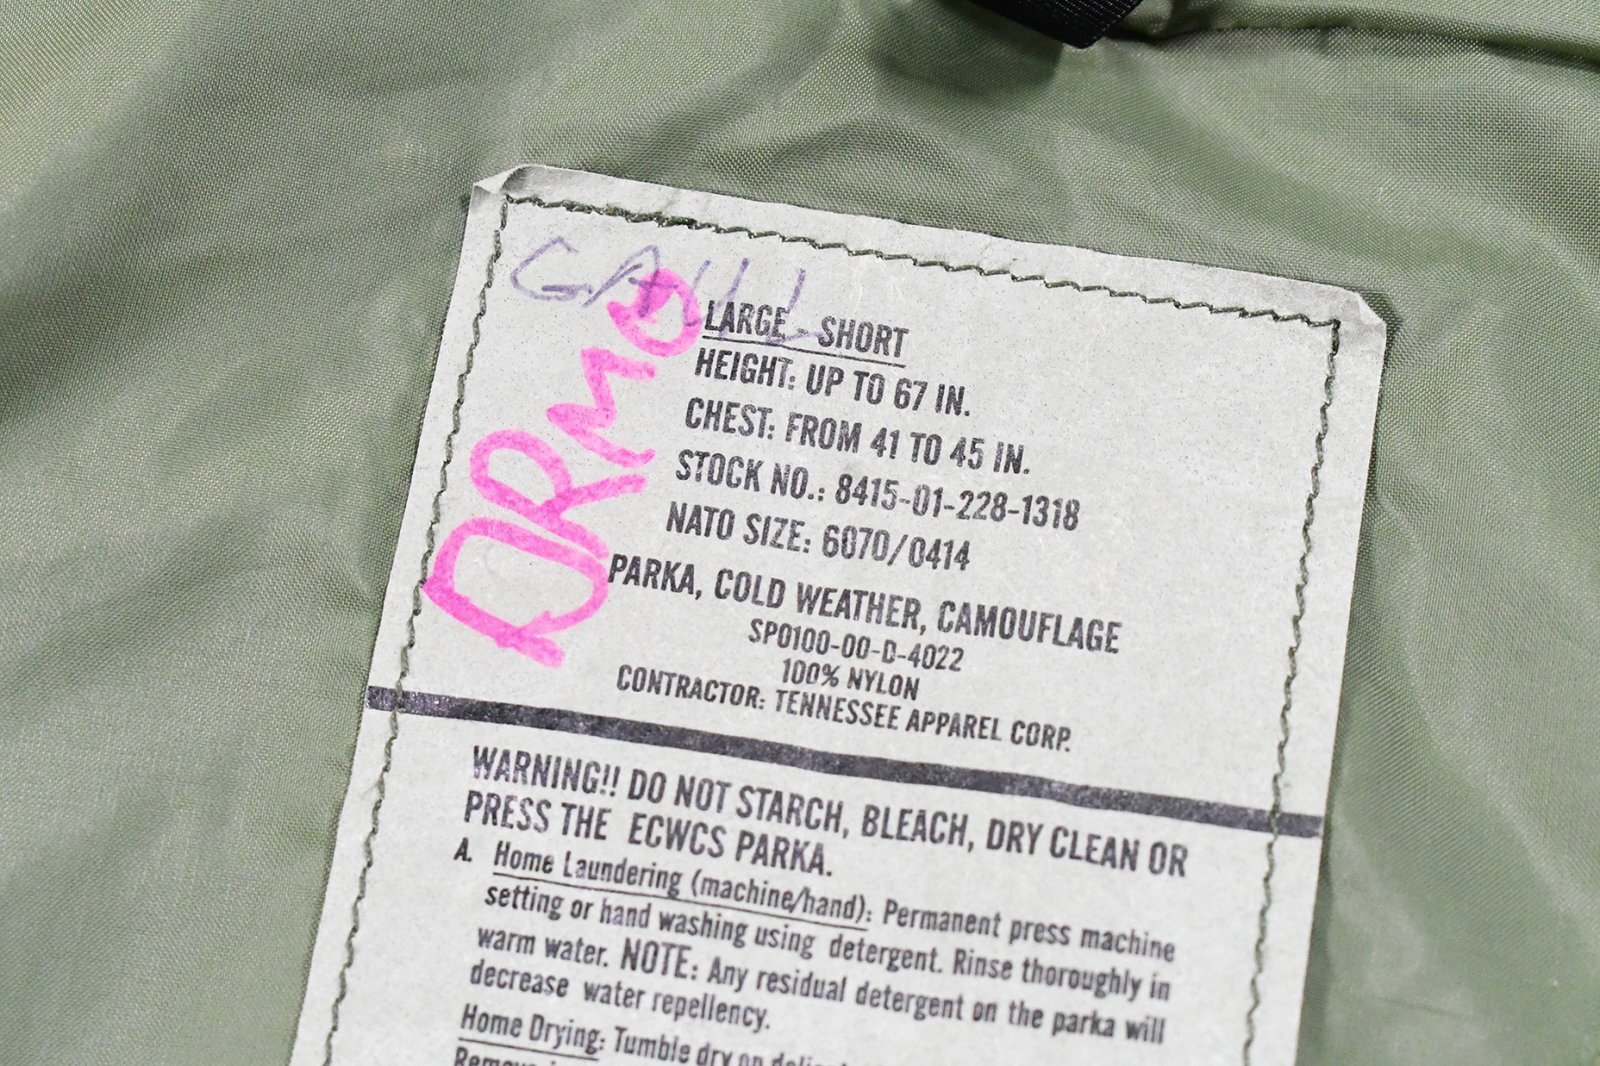 GAHL
DRMO
LARGE SHORT
HEIGHT: UP TO 67 IN.
CHEST: FROM 41 TO 45 IN.
STOCK NO.: 8415-01-228-1318
NATO SIZE: 6070/0414
PARKA, COLD WEATHER, CAMOUFLAGE
SP0100-00-D-4022
100% NYLON
CONTRACTOR: TENNESSEE APPAREL CORP.
WARNING!! DO NOT STARCH, BLEACH, DRY CLEAN OR
PRESS THE ECWCS PARKA.
A. Home Laundering (machine/hand): Permanent press machine
setting or hand washing using detergent. Rinse thoroughly in
warm water. NOTE: Any residual detergent on the parka will
decrease water repellency.
Home Drying: Tumble dry on